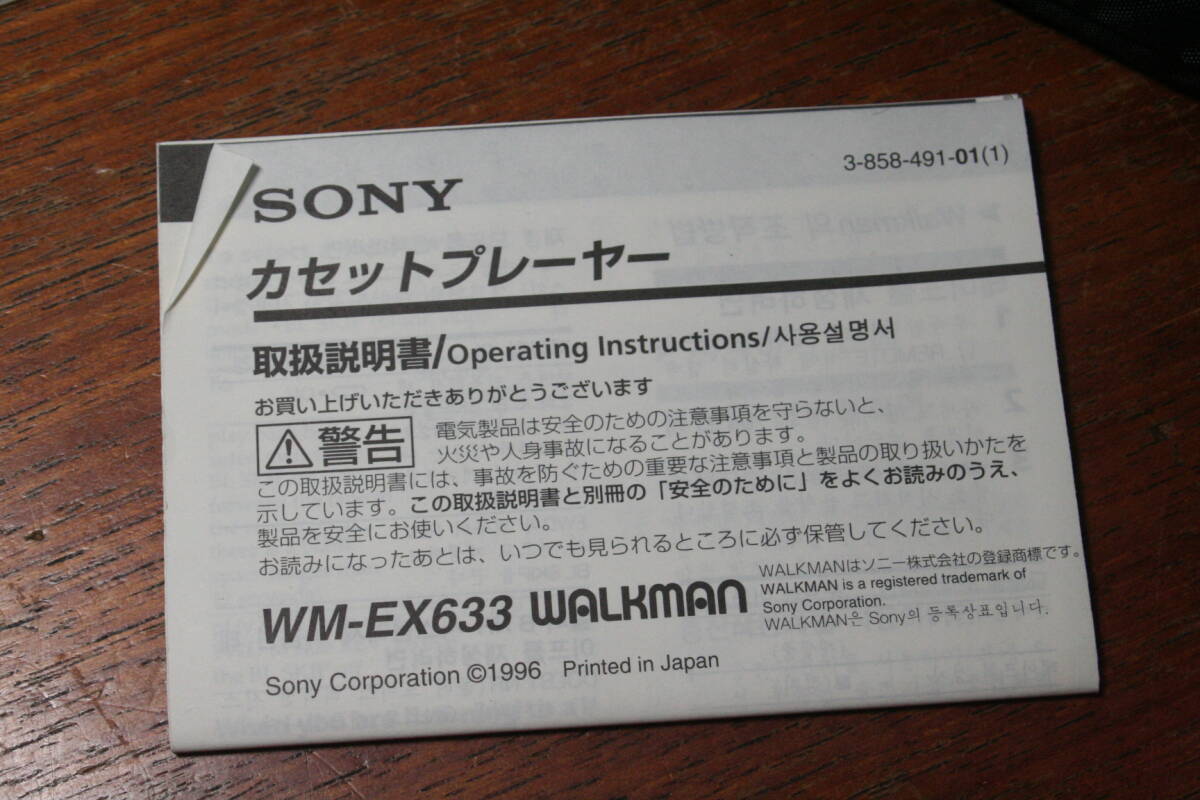 3-858-491-01(1)
SONY
カセットプレーヤー
取扱説明書/Operating Instructions/사용설명서
お買い上げいただきありがとうございます
警告
電気製品は安全のための注意事項を守らないと、
火災や人身事故になることがあります。
この取扱説明書には、事故を防ぐための重要な注意事項と製品の取り扱いかたを
示しています。この取扱説明書と別冊の「安全のために」をよくお読みのうえ、
製品を安全にお使いください。
お読みになったあとは、いつでも見られるところに必ず保管してください。
WM-EX633 WALKMAN
WALKMANはソニー株式会社の登録商標です。
WALKMAN is a registered trademark of
Sony Corporation.
WALKMAN은 Sony의 등록상표입니다.
Sony Corporation ©1996 Printed in Japan